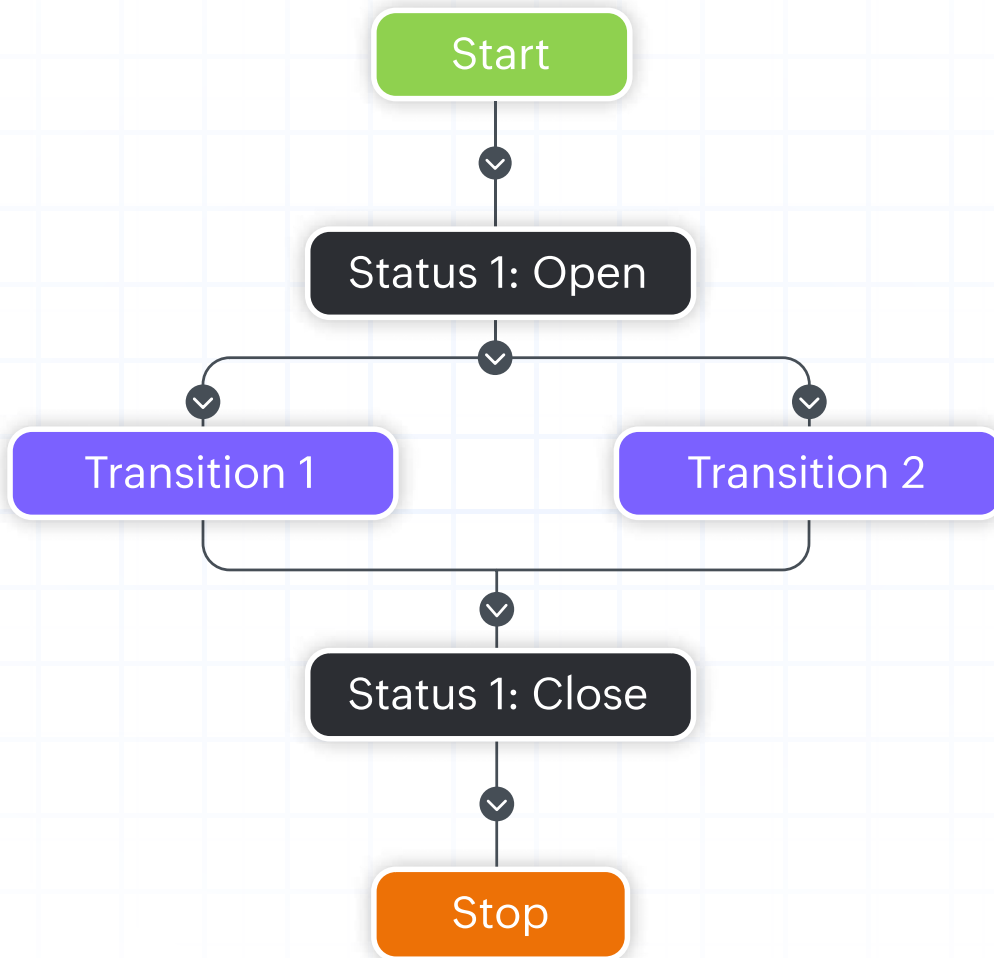 Start
Status 1: Open
Transition 1
Transition 2
Status 1: Close
Stop